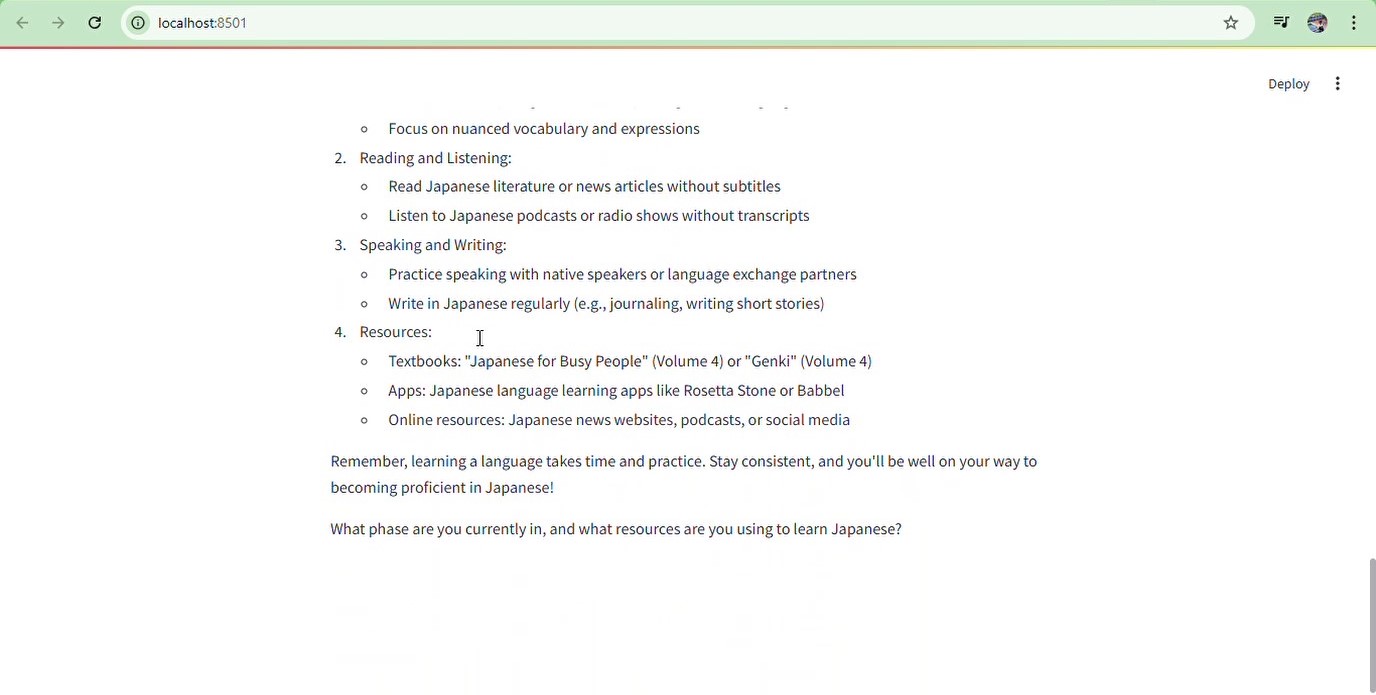 localhost:8501
Deploy
Focus on nuanced vocabulary and expressions
2. Reading and Listening:
Read Japanese literature or news articles without subtitles
Listen to Japanese podcasts or radio shows without transcripts
3. Speaking and Writing:
Practice speaking with native speakers or language exchange partners
Write in Japanese regularly (e.g., journaling, writing short stories)
4. Resources:
Textbooks: "Japanese for Busy People" (Volume 4) or "Genki" (Volume 4)
Apps: Japanese language learning apps like Rosetta Stone or Babbel
Online resources: Japanese news websites, podcasts, or social media
Remember, learning a language takes time and practice. Stay consistent, and you'll be well on your way to
becoming proficient in Japanese!
What phase are you currently in, and what resources are you using to learn Japanese?